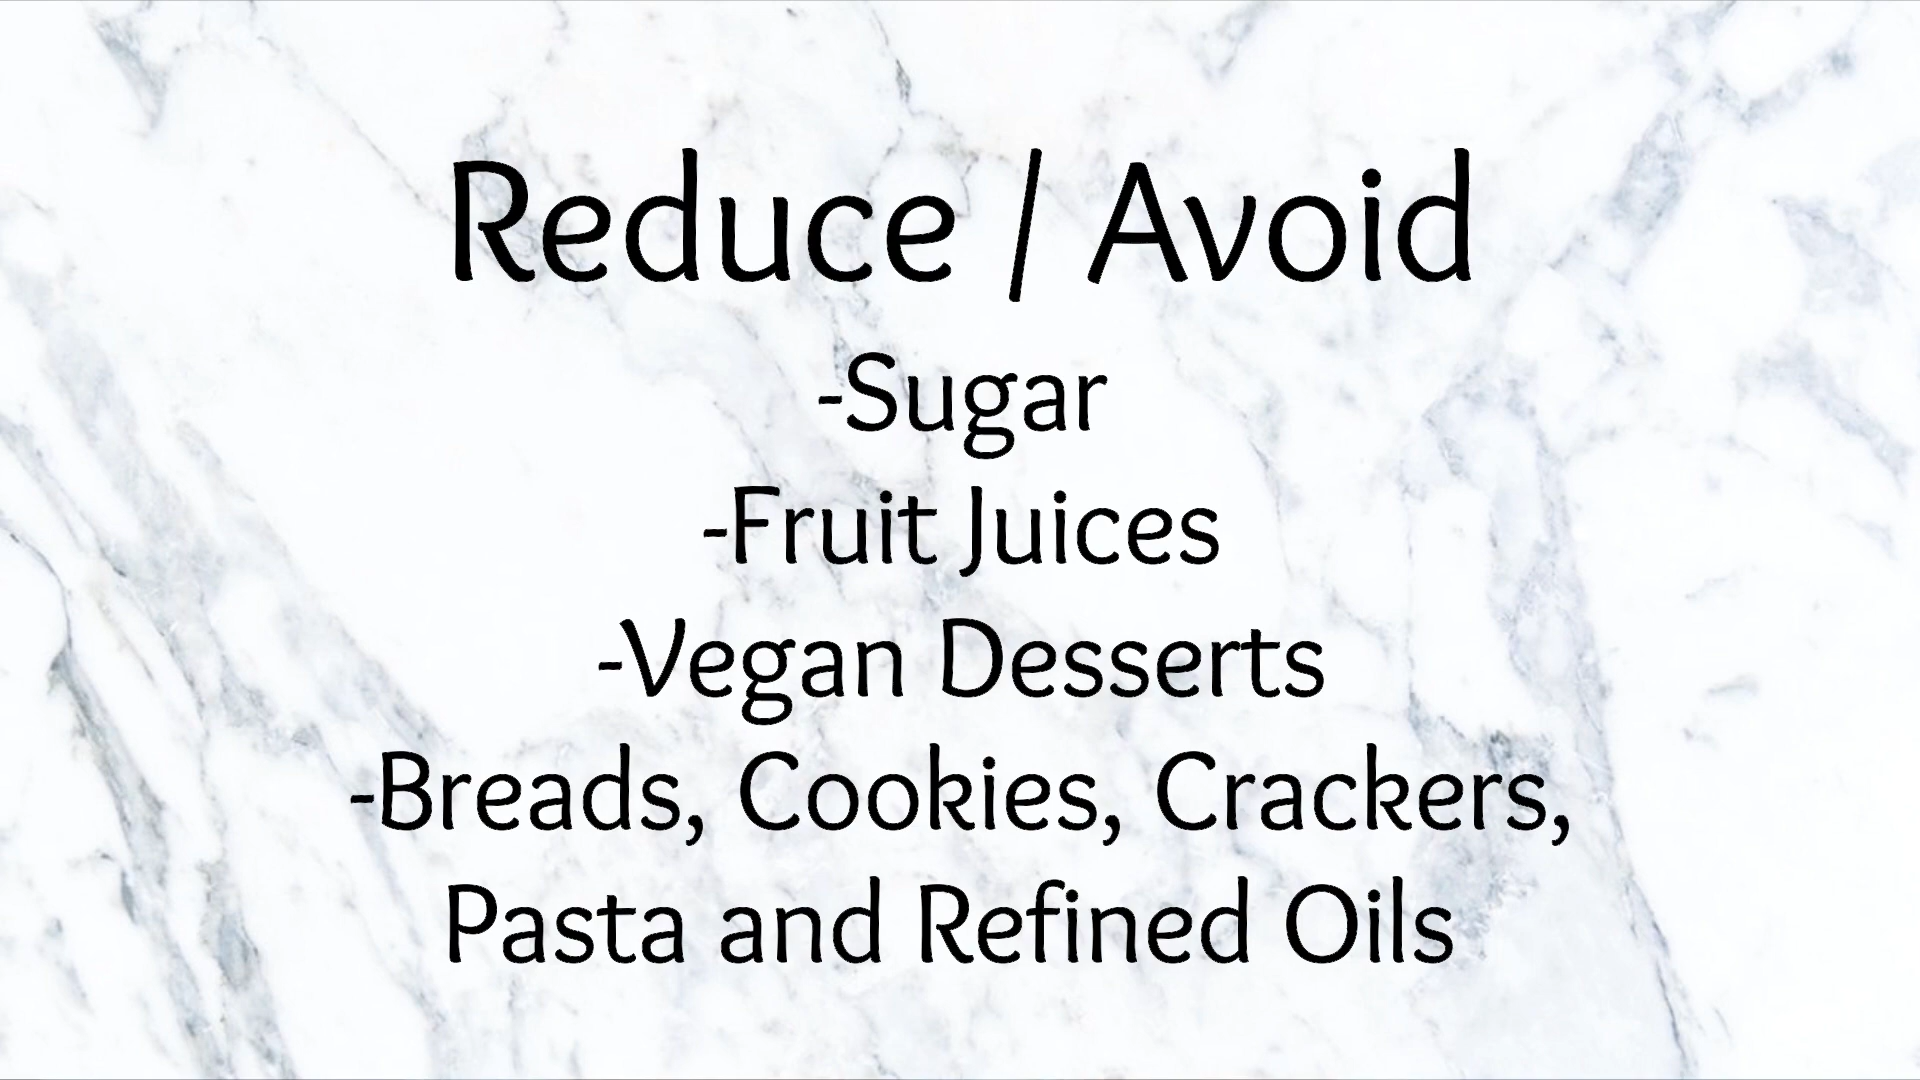 Reduce / Avoid
-Sugar
-Fruit Juices
-Vegan Desserts
-Breads, Cookies, Crackers,
Pasta and Refined Oils